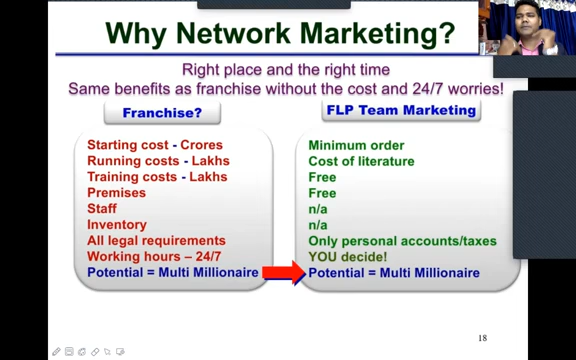 Why Network Marketing?
Right place and the right time
Same benefits as franchise without the cost and 24/7 worries!
Franchise?
Starting cost - Crores
Running costs - Lakhs
Training costs - Lakhs
Premises
Staff
Inventory
All legal requirements
Working hours – 24/7
Potential = Multi Millionaire
FLP Team Marketing
Minimum order
Cost of literature
Free
Free
n/a
n/a
Only personal accounts/taxes
YOU decide!
Potential = Multi Millionaire
18